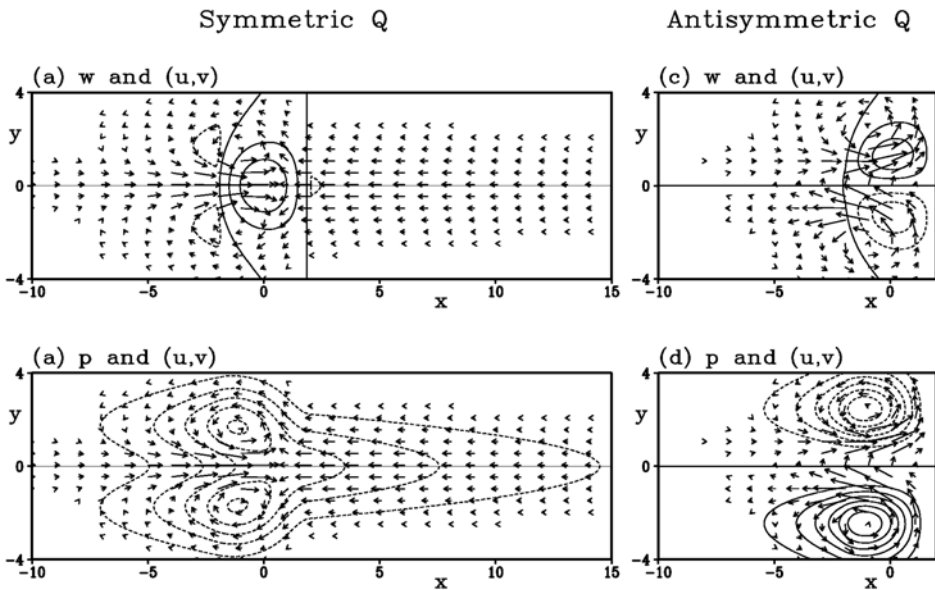 Symmetric Q
Antisymmetric Q
(a) w and (u,v)
(c) w and (u,v)
4
y
0
-4
-10
-5
0
5
10
15
x
4
y
0
-4
-10
-5
0
x
(a) p and (u,v)
(d) p and (u,v)
4
y
0
-4
-10
-5
0
5
10
15
x
4
y
0
-4
-10
-5
0
x